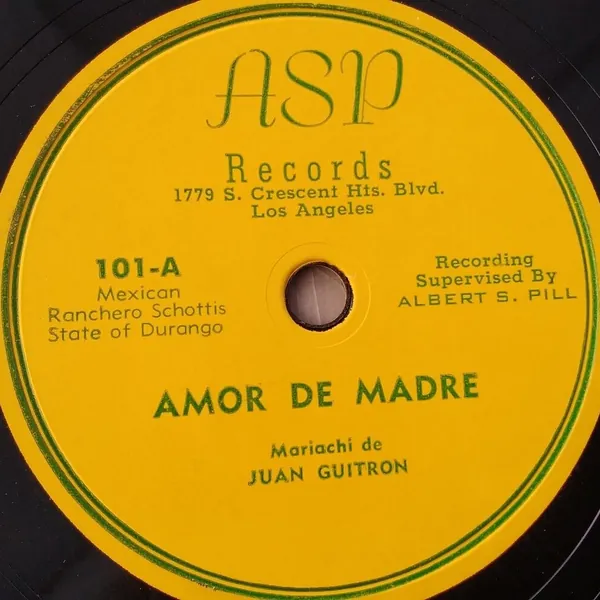 ASP
Records
1779 S. Crescent Hts. Blvd.
Los Angeles
101-A
Mexican
Ranchero Schottis
State of Durango
Recording
Supervised By
ALBERT S. PILL
AMOR DE MADRE
Mariachi de
JUAN GUITRON